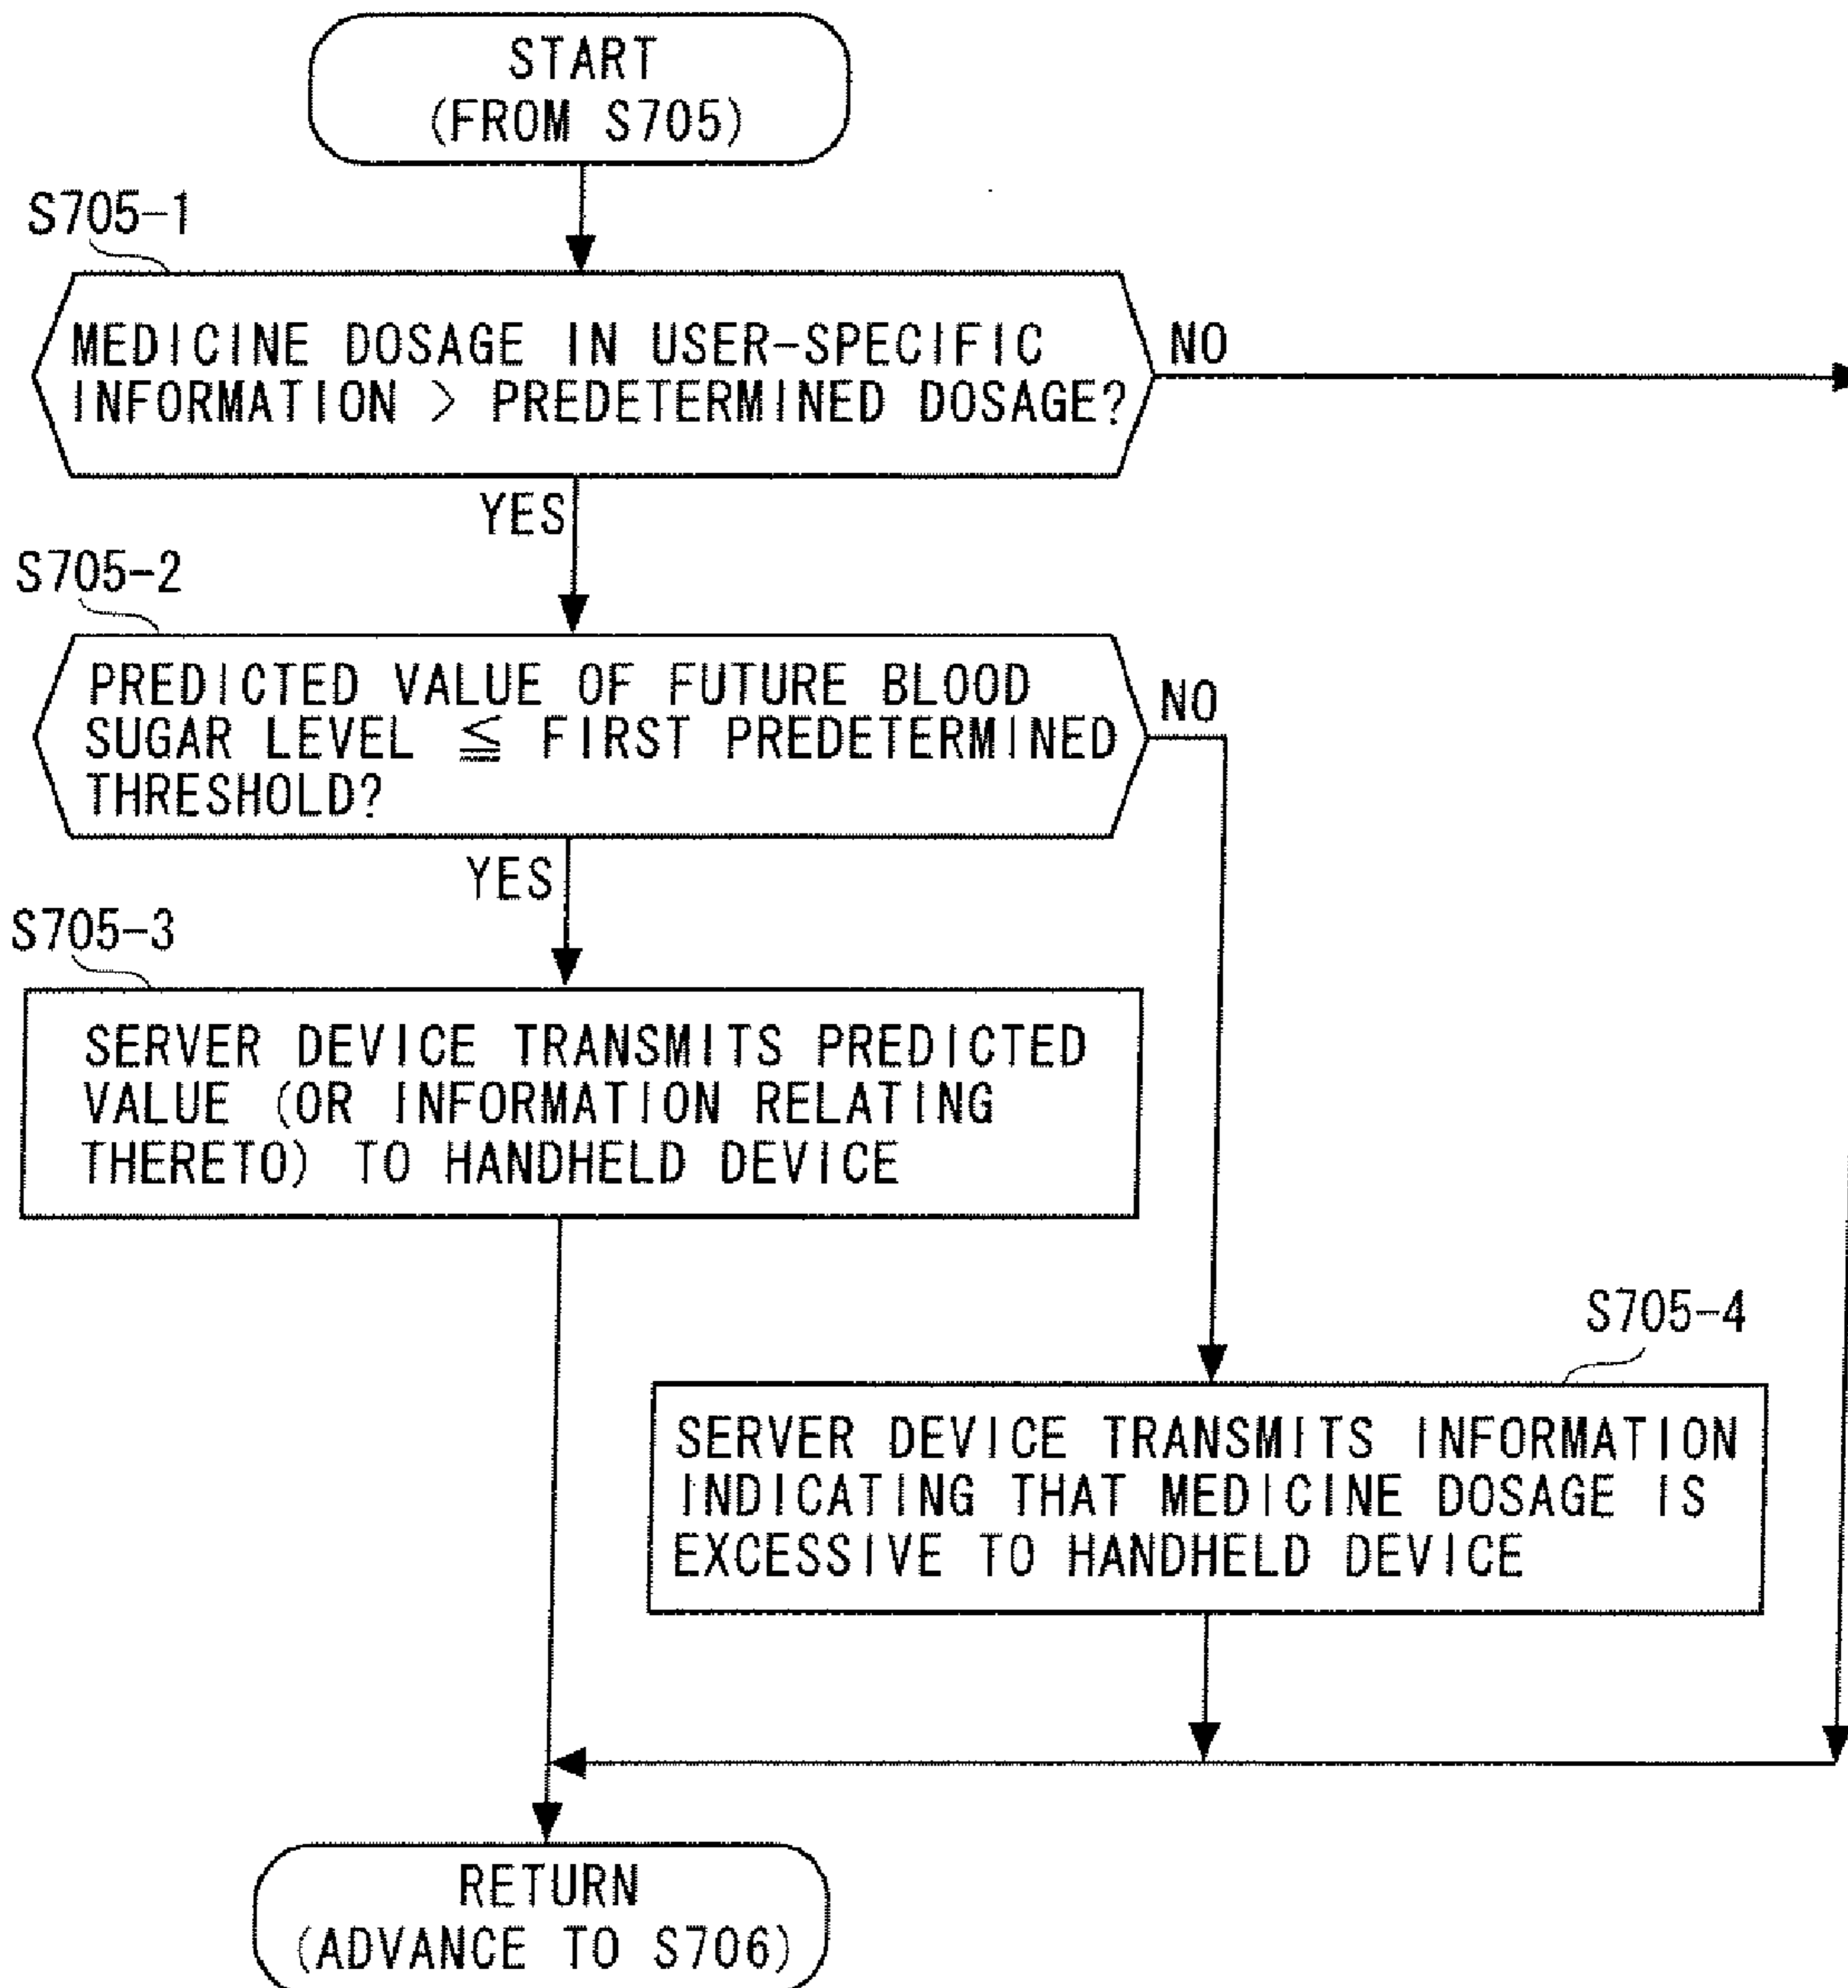 START
(FROM S705)
S705-1
MEDICINE DOSAGE IN USER-SPECIFIC
INFORMATION > PREDETERMINED DOSAGE?
NO
YES
S705-2
PREDICTED VALUE OF FUTURE BLOOD
SUGAR LEVEL ≦ FIRST PREDETERMINED
THRESHOLD?
NO
YES
S705-3
SERVER DEVICE TRANSMITS PREDICTED
VALUE (OR INFORMATION RELATING
THERETO) TO HANDHELD DEVICE
S705-4
SERVER DEVICE TRANSMITS INFORMATION
INDICATING THAT MEDICINE DOSAGE IS
EXCESSIVE TO HANDHELD DEVICE
RETURN
(ADVANCE TO S706)